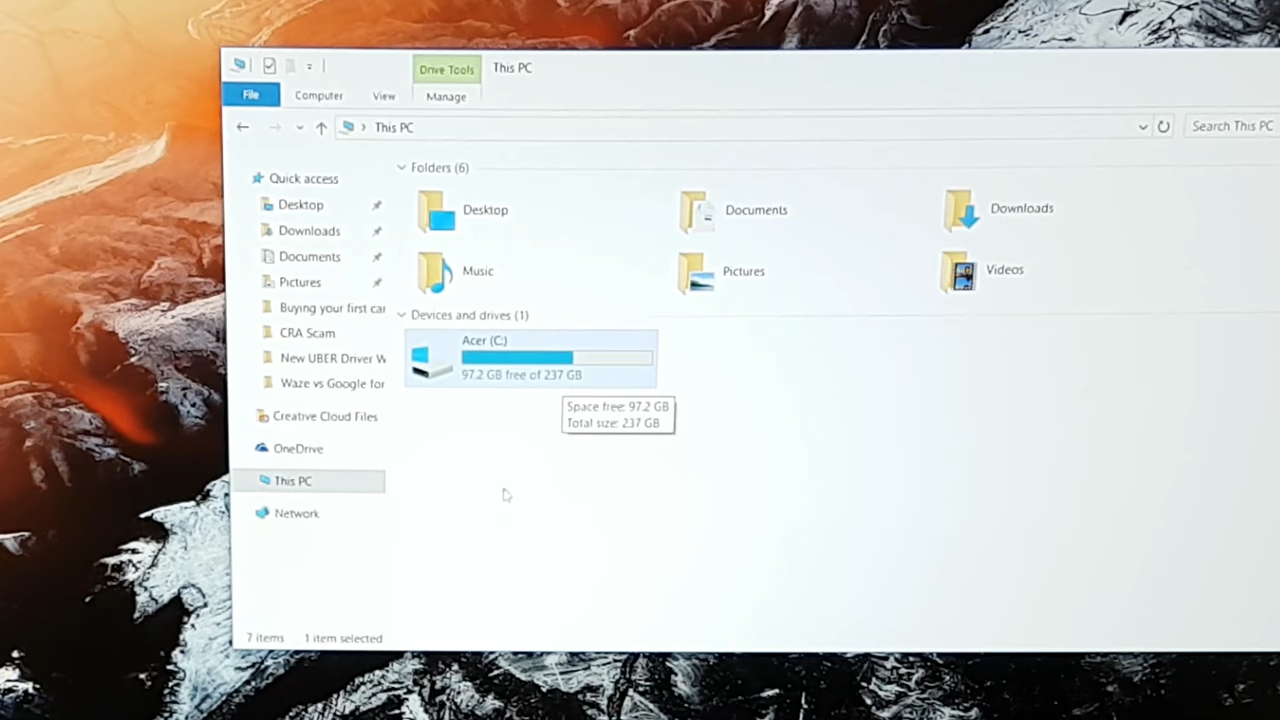 Drive Tools
This PC
File
Computer
View
Manage
This PC
Search This PC
Quick access
Desktop
Downloads
Documents
Pictures
Buying your first car
CRA Scam
New UBER Driver W
Waze vs Google for
Creative Cloud Files
OneDrive
This PC
Network
Folders (6)
Desktop
Documents
Downloads
Music
Pictures
Videos
Devices and drives (1)
Acer (C:)
97.2 GB free of 237 GB
Space free: 97.2 GB
Total size: 237 GB
7 items
1 item selected